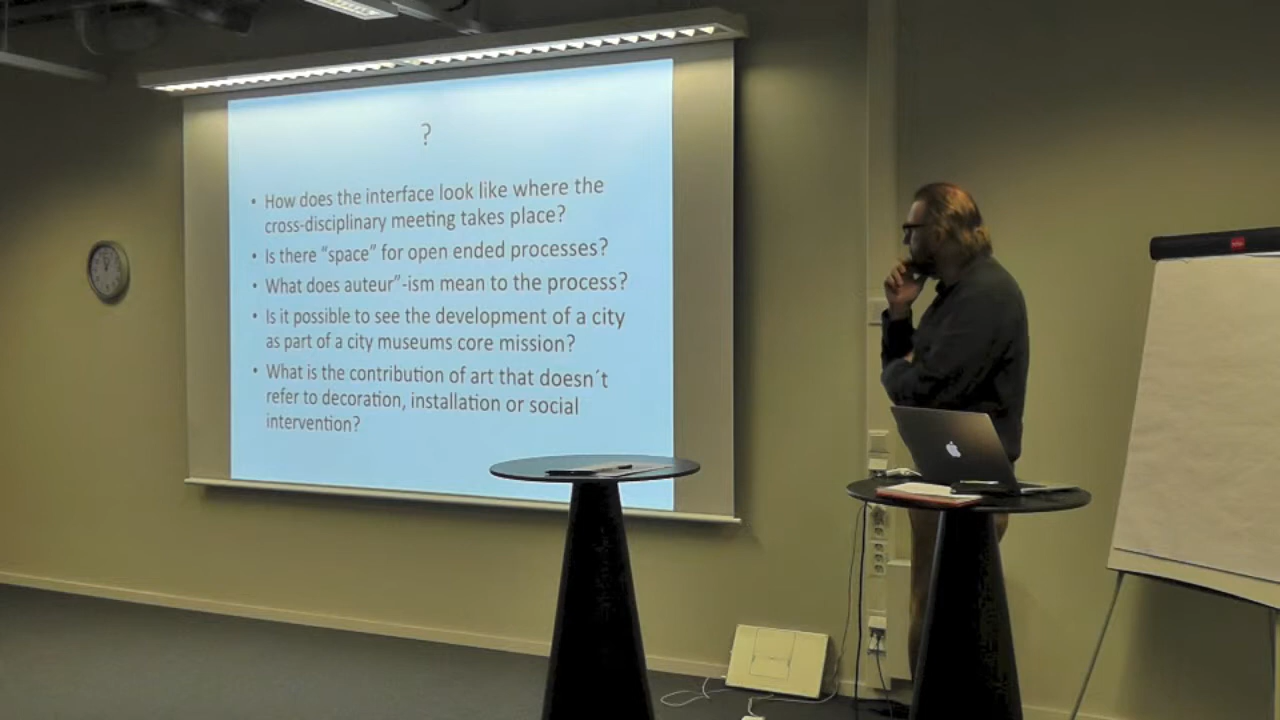 ?
• How does the interface look like where the
cross-disciplinary meeting takes place?
• Is there “space” for open ended processes?
• What does auteur”-ism mean to the process?
• Is it possible to see the development of a city
as part of a city museums core mission?
• What is the contribution of art that doesn´t
refer to decoration, installation or social
intervention?